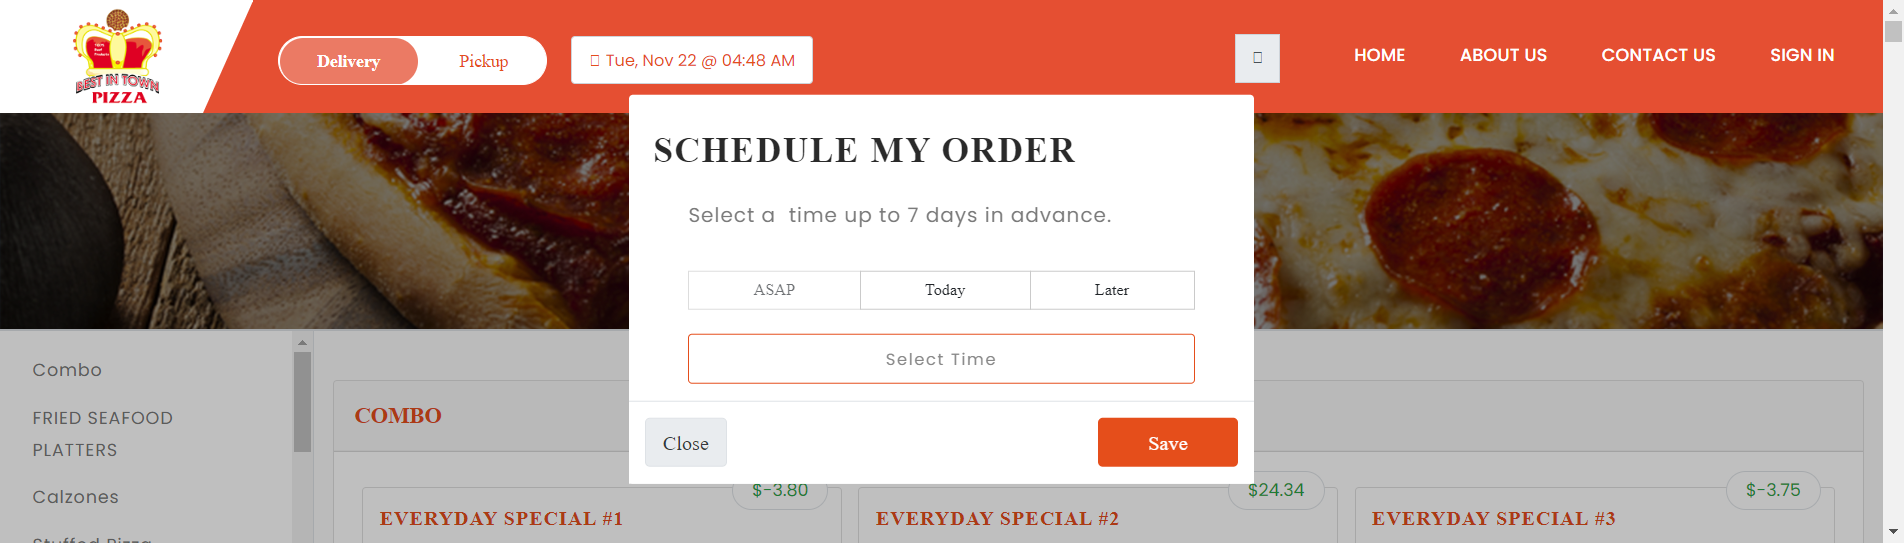 BEST IN TOWN
PIZZA
Delivery
Pickup
Tue, Nov 22 @ 04:48 AM
HOME
ABOUT US
CONTACT US
SIGN IN
SCHEDULE MY ORDER
Select a time up to 7 days in advance.
ASAP
Today
Later
Select Time
Close
Save
Combo
FRIED SEAFOOD
PLATTERS
Calzones
Stuffed Pizza
COMBO
$-3.80
EVERYDAY SPECIAL #1
$24.34
EVERYDAY SPECIAL #2
$-3.75
EVERYDAY SPECIAL #3